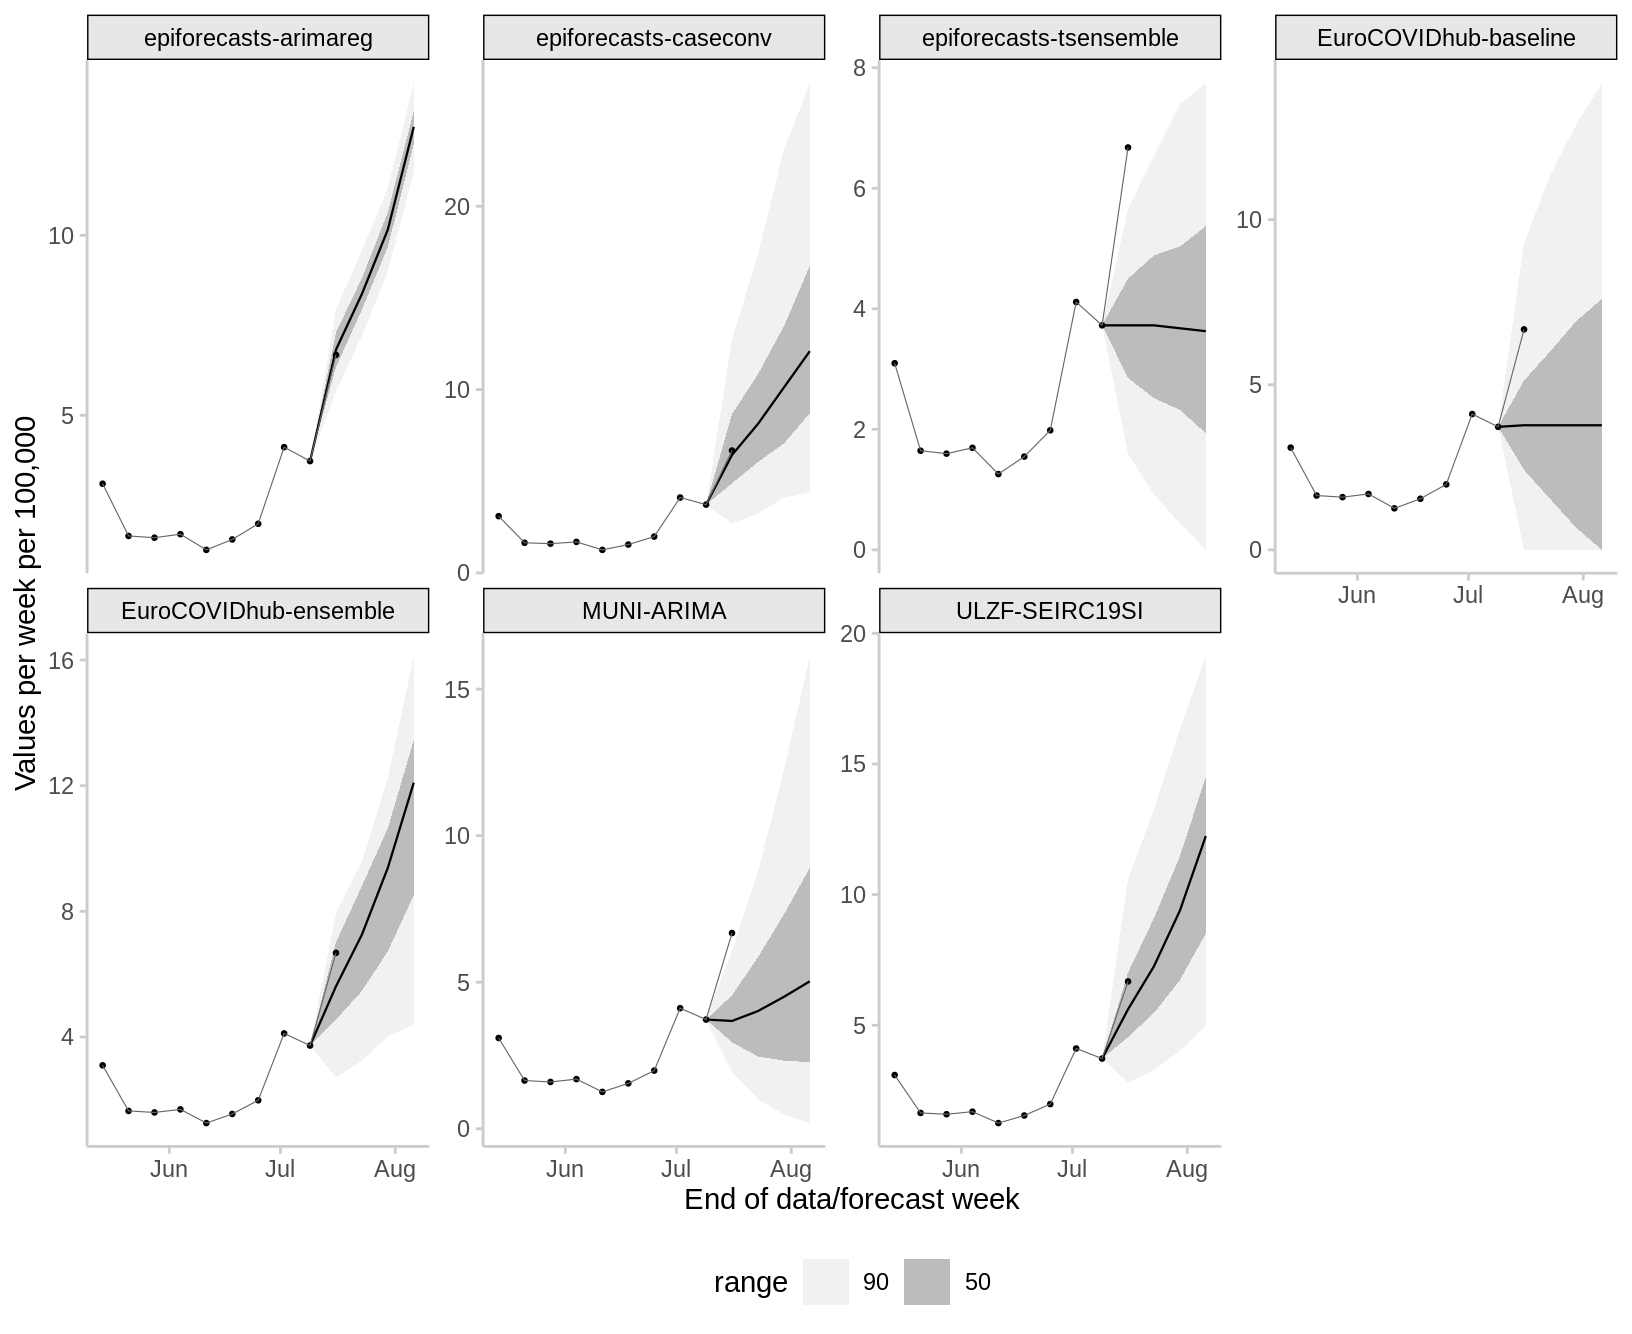 epiforecasts-arimareg
epiforecasts-caseconv
epiforecasts-tsensemble
EuroCOVIDhub-baseline
10
5
20
10
0
8
6
4
2
0
10
5
0
Jun Jul Aug
EuroCOVIDhub-ensemble
MUNI-ARIMA
ULZF-SEIRC19SI
16
12
8
4
15
10
5
0
20
15
10
5
Jun Jul Aug
Jun Jul Aug
Jun Jul Aug
Values per week per 100,000
End of data/forecast week
range 90 50